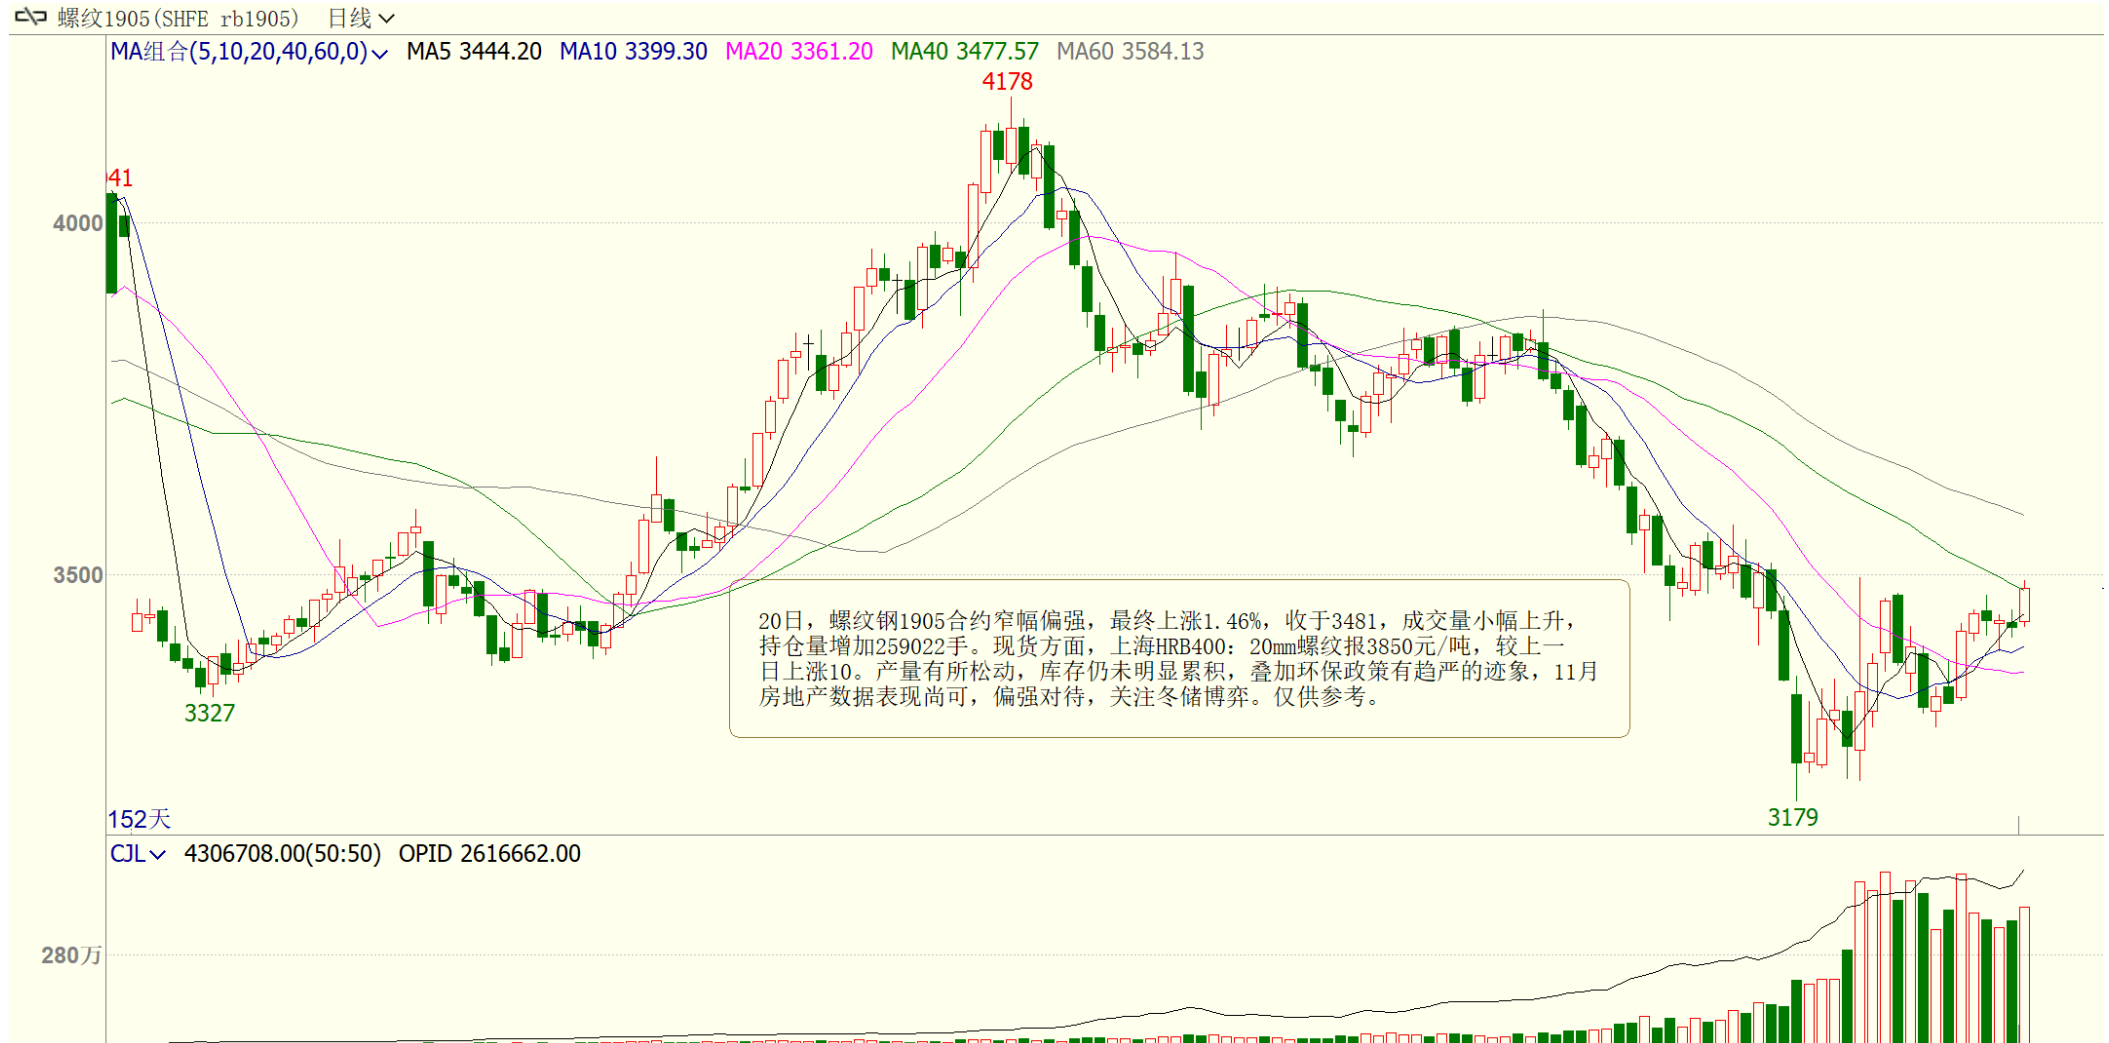 螺纹1905(SHFE rb1905) 日线
MA组合(5,10,20,40,60,0) MA5 3444.20 MA10 3399.30 MA20 3361.20 MA40 3477.57 MA60 3584.13
4178
41
4000
3500
20日，螺纹钢1905合约窄幅偏强，最终上涨1.46%，收于3481，成交量小幅上升，
持仓量增加259022手。现货方面，上海HRB400：20mm螺纹报3850元/吨，较上一
日上涨10。产量有所松动，库存仍未明显累积，叠加环保政策有趋严的迹象，11月
房地产数据表现尚可，偏强对待，关注冬储博弈。仅供参考。
3327
3179
152天
CJL 4306708.00(50:50) OPID 2616662.00
280万